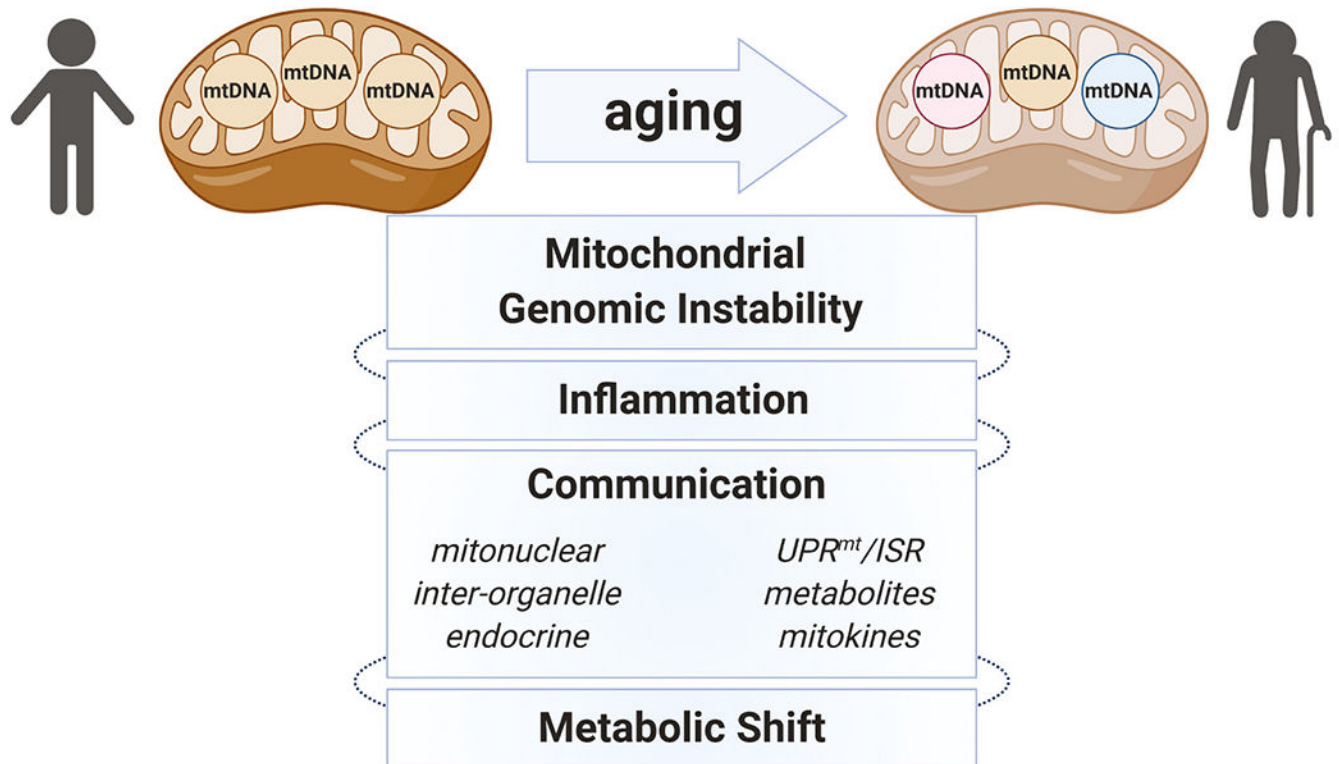 mtDNA mtDNA mtDNA
aging
mtDNA mtDNA mtDNA
Mitochondrial
Genomic Instability
Inflammation
Communication
mitonuclear UPRᵐᵗ/ISR
inter-organelle metabolites
endocrine mitokines
Metabolic Shift